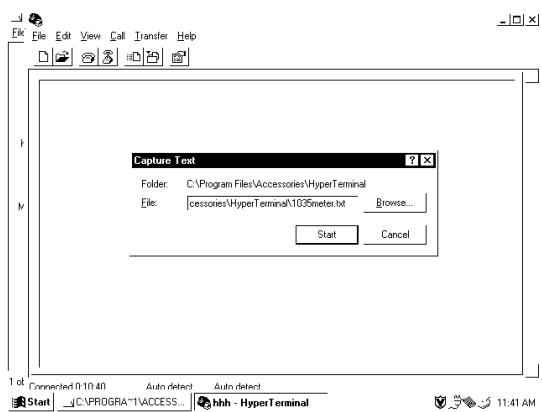 File
File Edit View Call Transfer Help
Capture Text
Folder: C:\Program Files\Accessories\HyperTerminal
File: cessories\HyperTerminal\1035meter.txt Browse...
Start Cancel
1 ob
Connected 0:10:40 Auto detect Auto detect
Start C:\PROGRA~1\ACCESS... hhh - HyperTerminal 11:41 AM